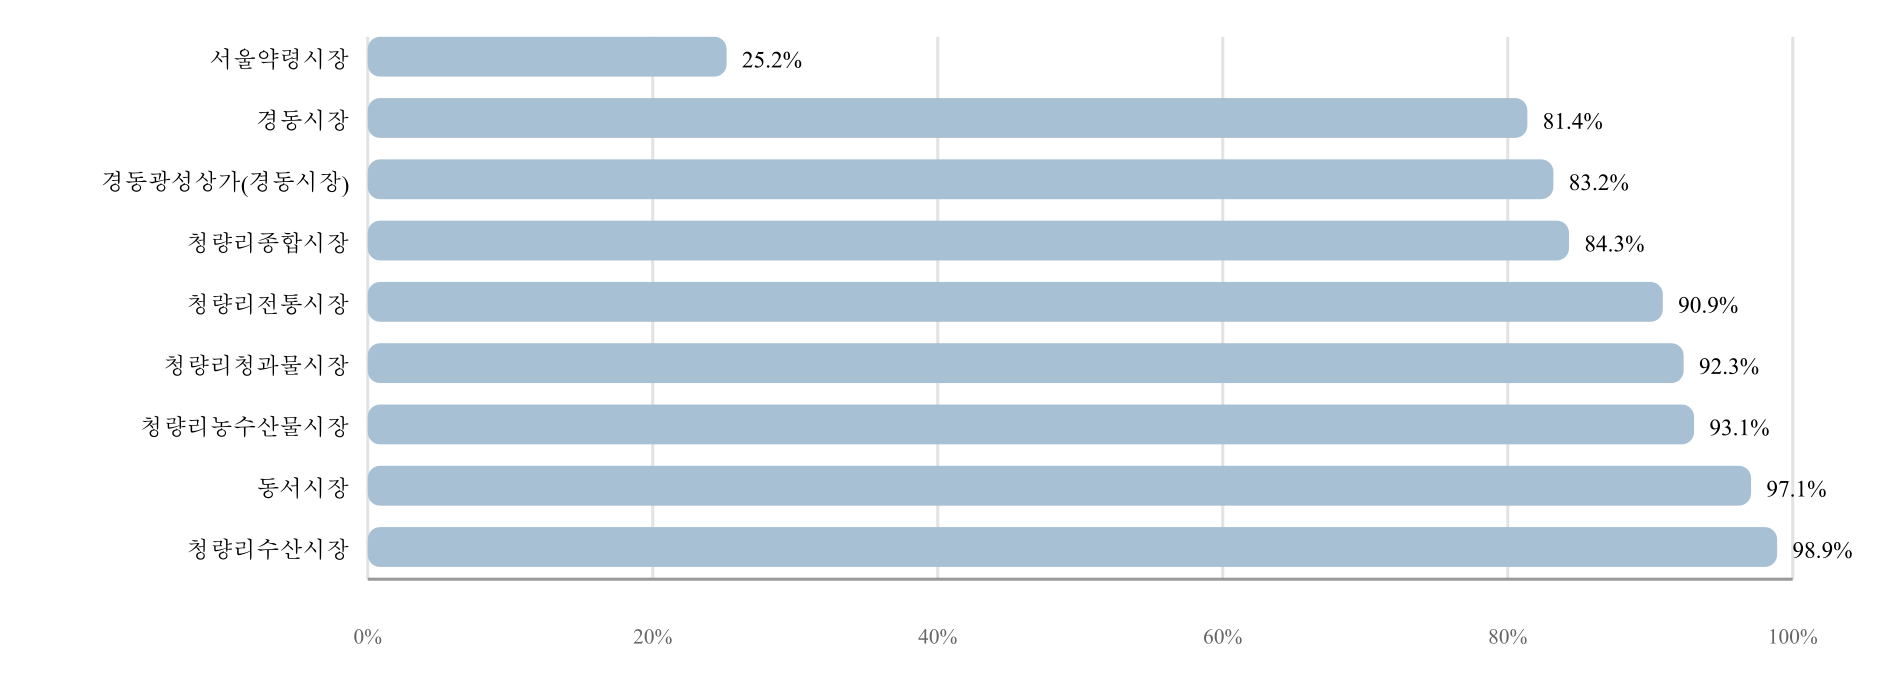 서울약령시장 25.2%
경동시장 81.4%
경동광성상가(경동시장) 83.2%
청량리종합시장 84.3%
청량리전통시장 90.9%
청량리청과물시장 92.3%
청량리농수산물시장 93.1%
동서시장 97.1%
청량리수산시장 98.9%
0% 20% 40% 60% 80% 100%